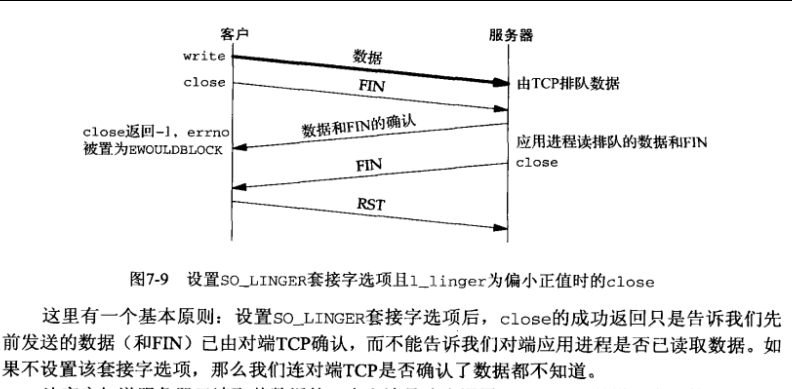 客户 服务器
write 数据
close FIN 由TCP排队数据
close返回-1，errno 数据和FIN的确认
被置为EWOULDBLOCK 应用进程读排队的数据和FIN
FIN close
RST
图7-9 设置SO_LINGER套接字选项且l_linger为偏小正值时的close
这里有一个基本原则：设置SO_LINGER套接字选项后，close的成功返回只是告诉我们先
前发送的数据（和FIN）已由对端TCP确认，而不能告诉我们对端应用进程是否已读取数据。如
果不设置该套接字选项，那么我们连对端TCP是否确认了数据都不知道。